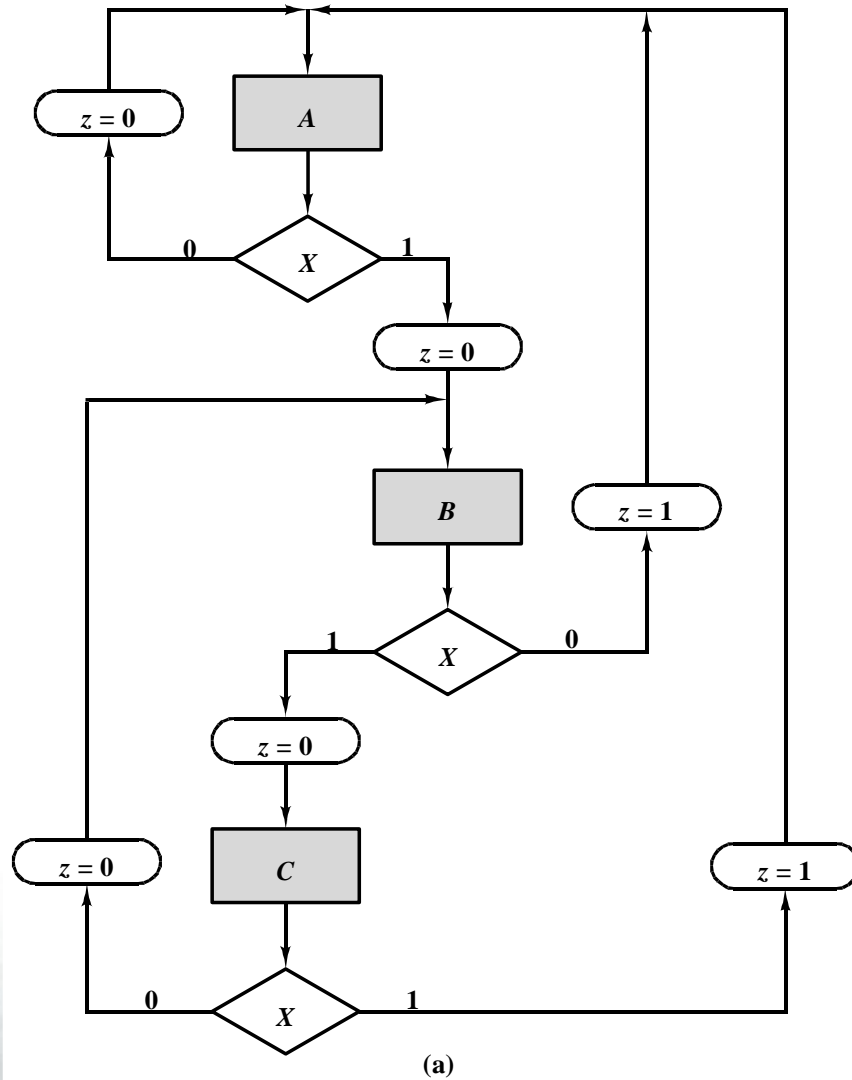 z = 0
A
0
X
1
z = 0
B
z = 1
1
X
0
z = 0
z = 0
C
z = 1
0
X
1
(a)